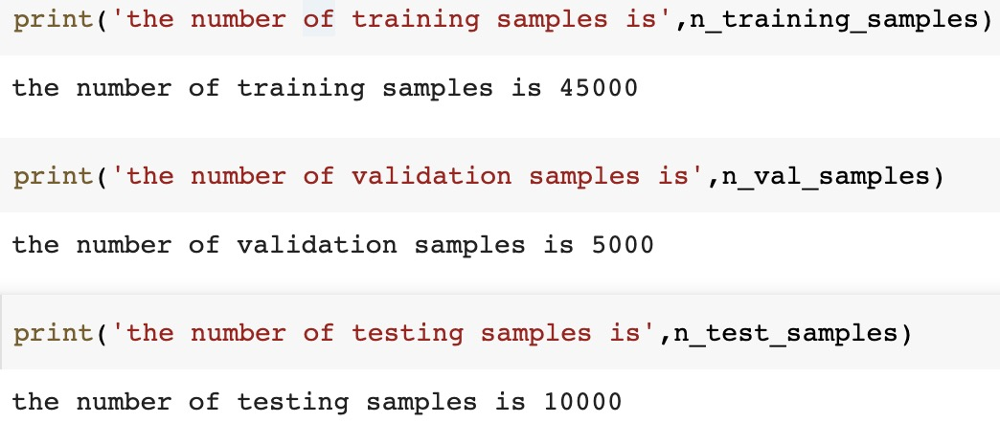 print('the number of training samples is',n_training_samples)
the number of training samples is 45000
print('the number of validation samples is',n_val_samples)
the number of validation samples is 5000
print('the number of testing samples is',n_test_samples)
the number of testing samples is 10000